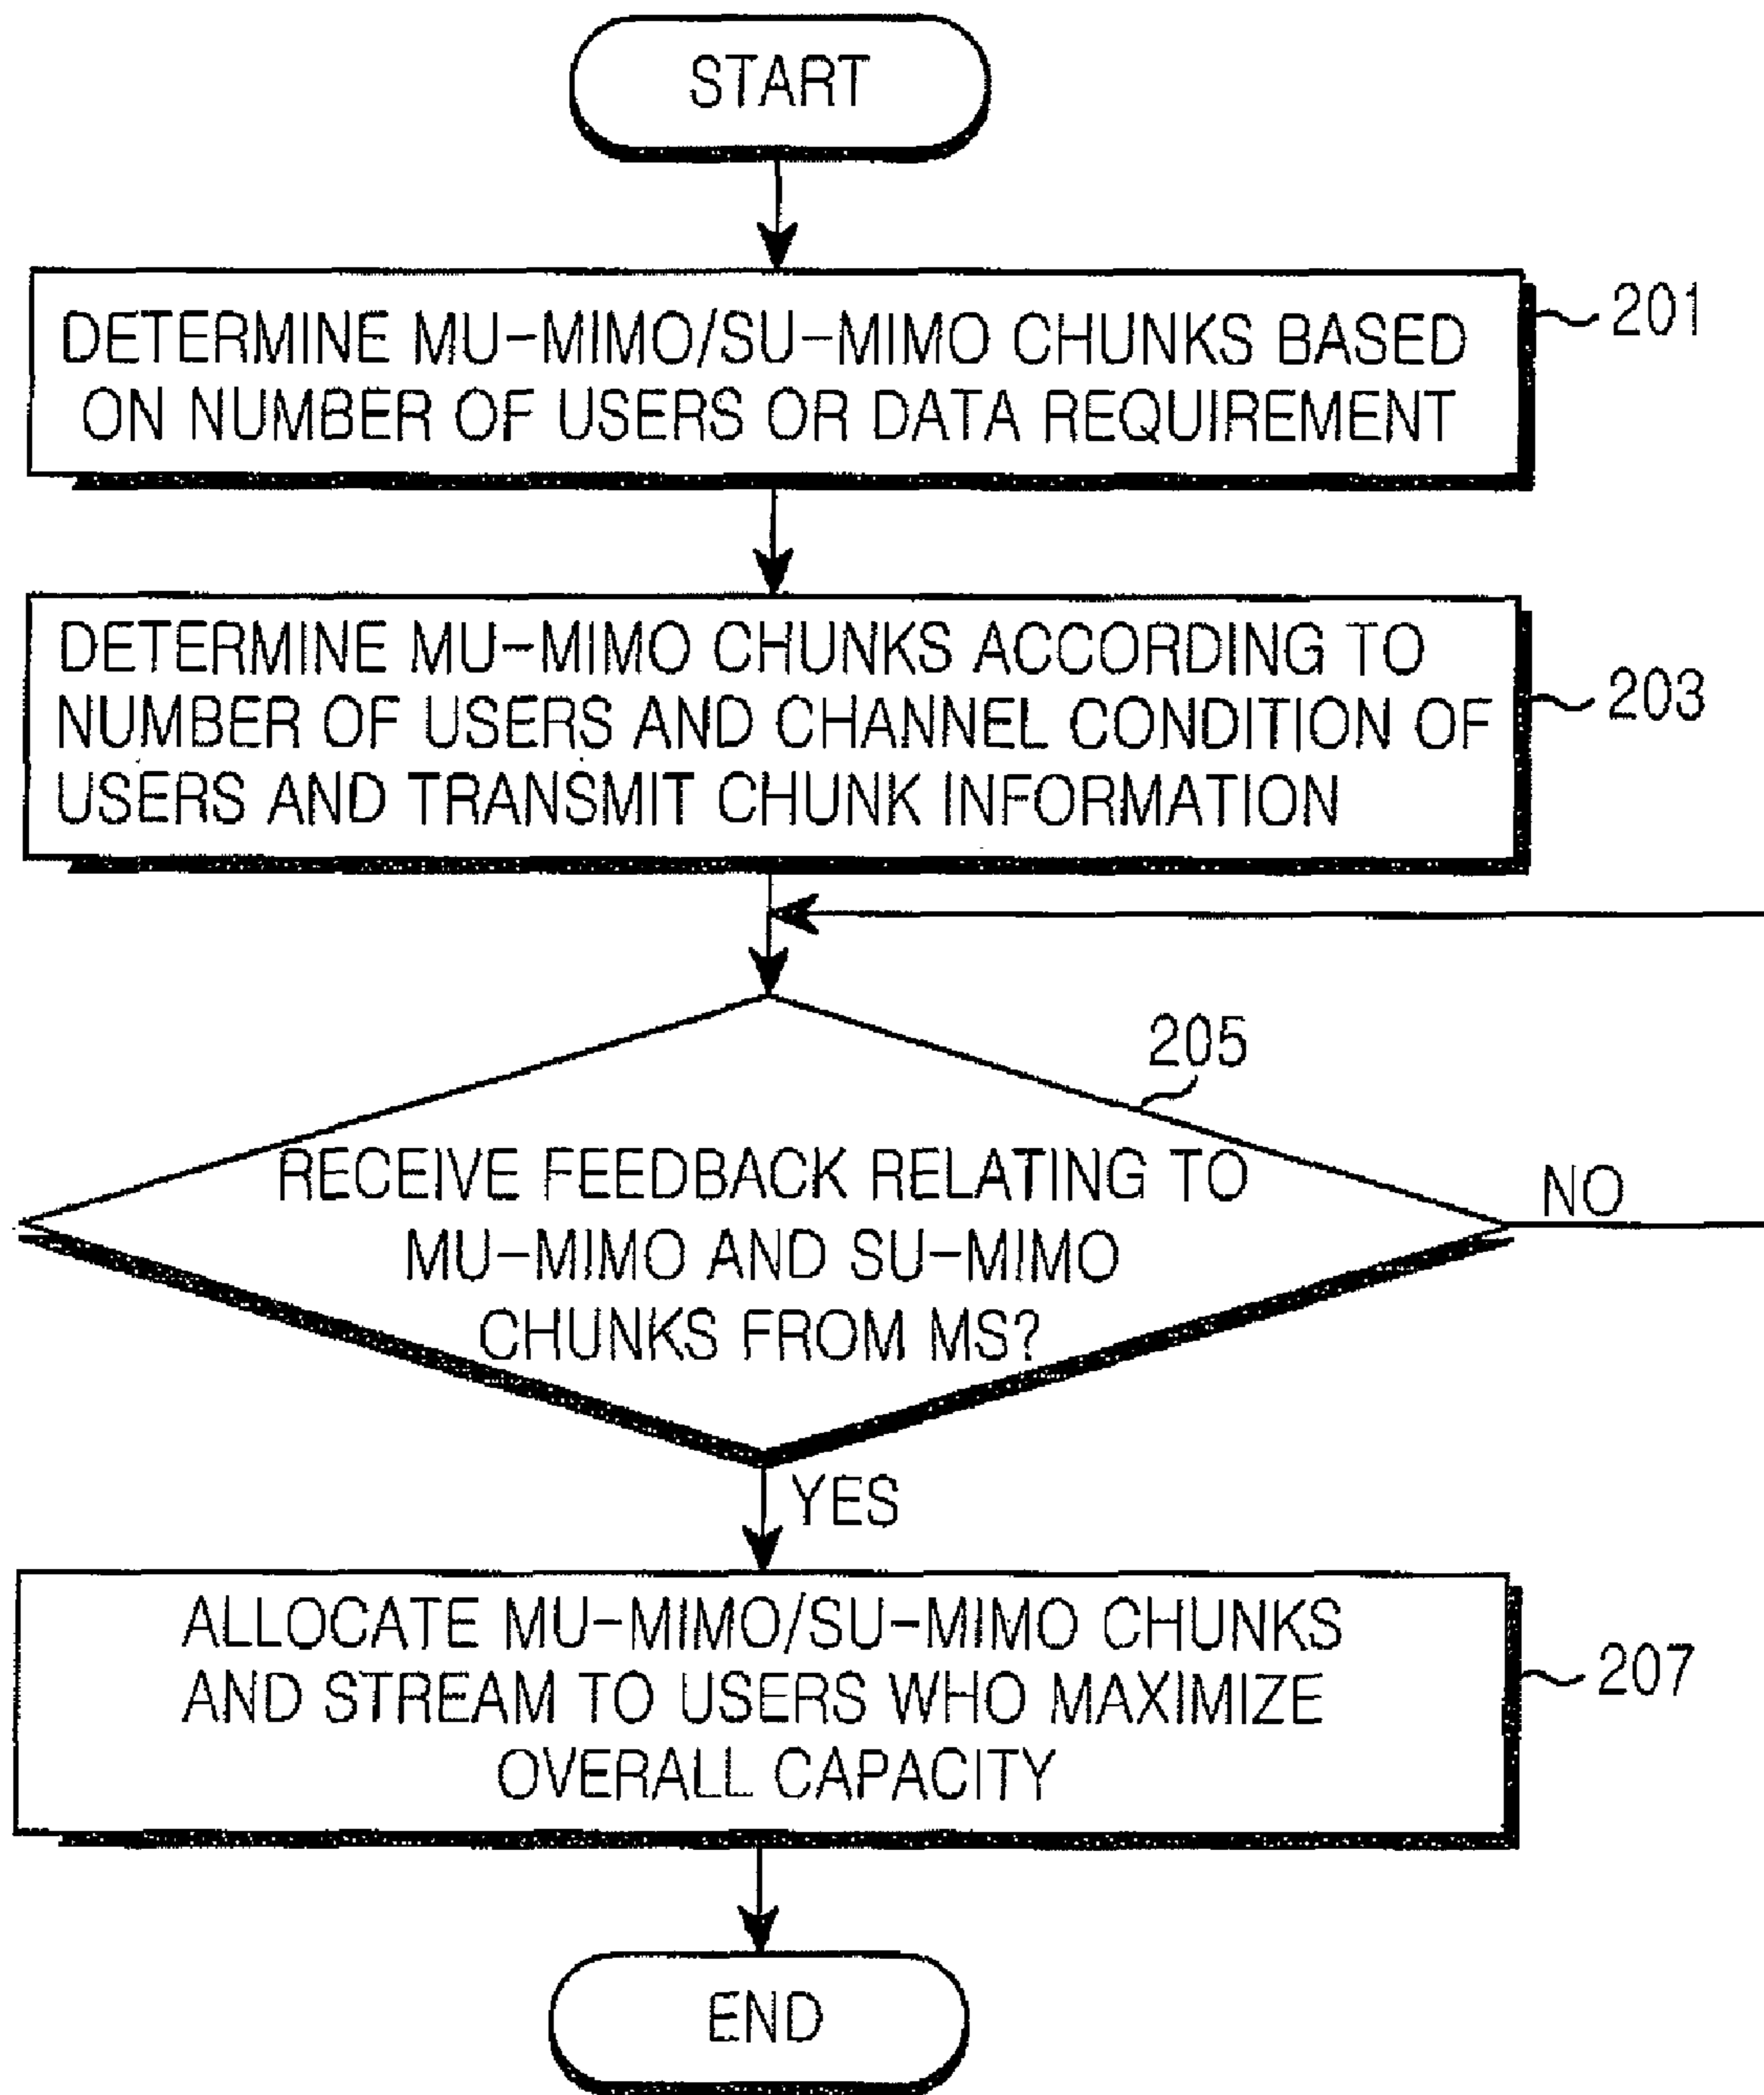 START
DETERMINE MU-MIMO/SU-MIMO CHUNKS BASED
ON NUMBER OF USERS OR DATA REQUIREMENT
201
DETERMINE MU-MIMO CHUNKS ACCORDING TO
NUMBER OF USERS AND CHANNEL CONDITION OF
USERS AND TRANSMIT CHUNK INFORMATION
203
205
RECEIVE FEEDBACK RELATING TO
MU-MIMO AND SU-MIMO
CHUNKS FROM MS?
NO
YES
ALLOCATE MU-MIMO/SU-MIMO CHUNKS
AND STREAM TO USERS WHO MAXIMIZE
OVERALL CAPACITY
207
END